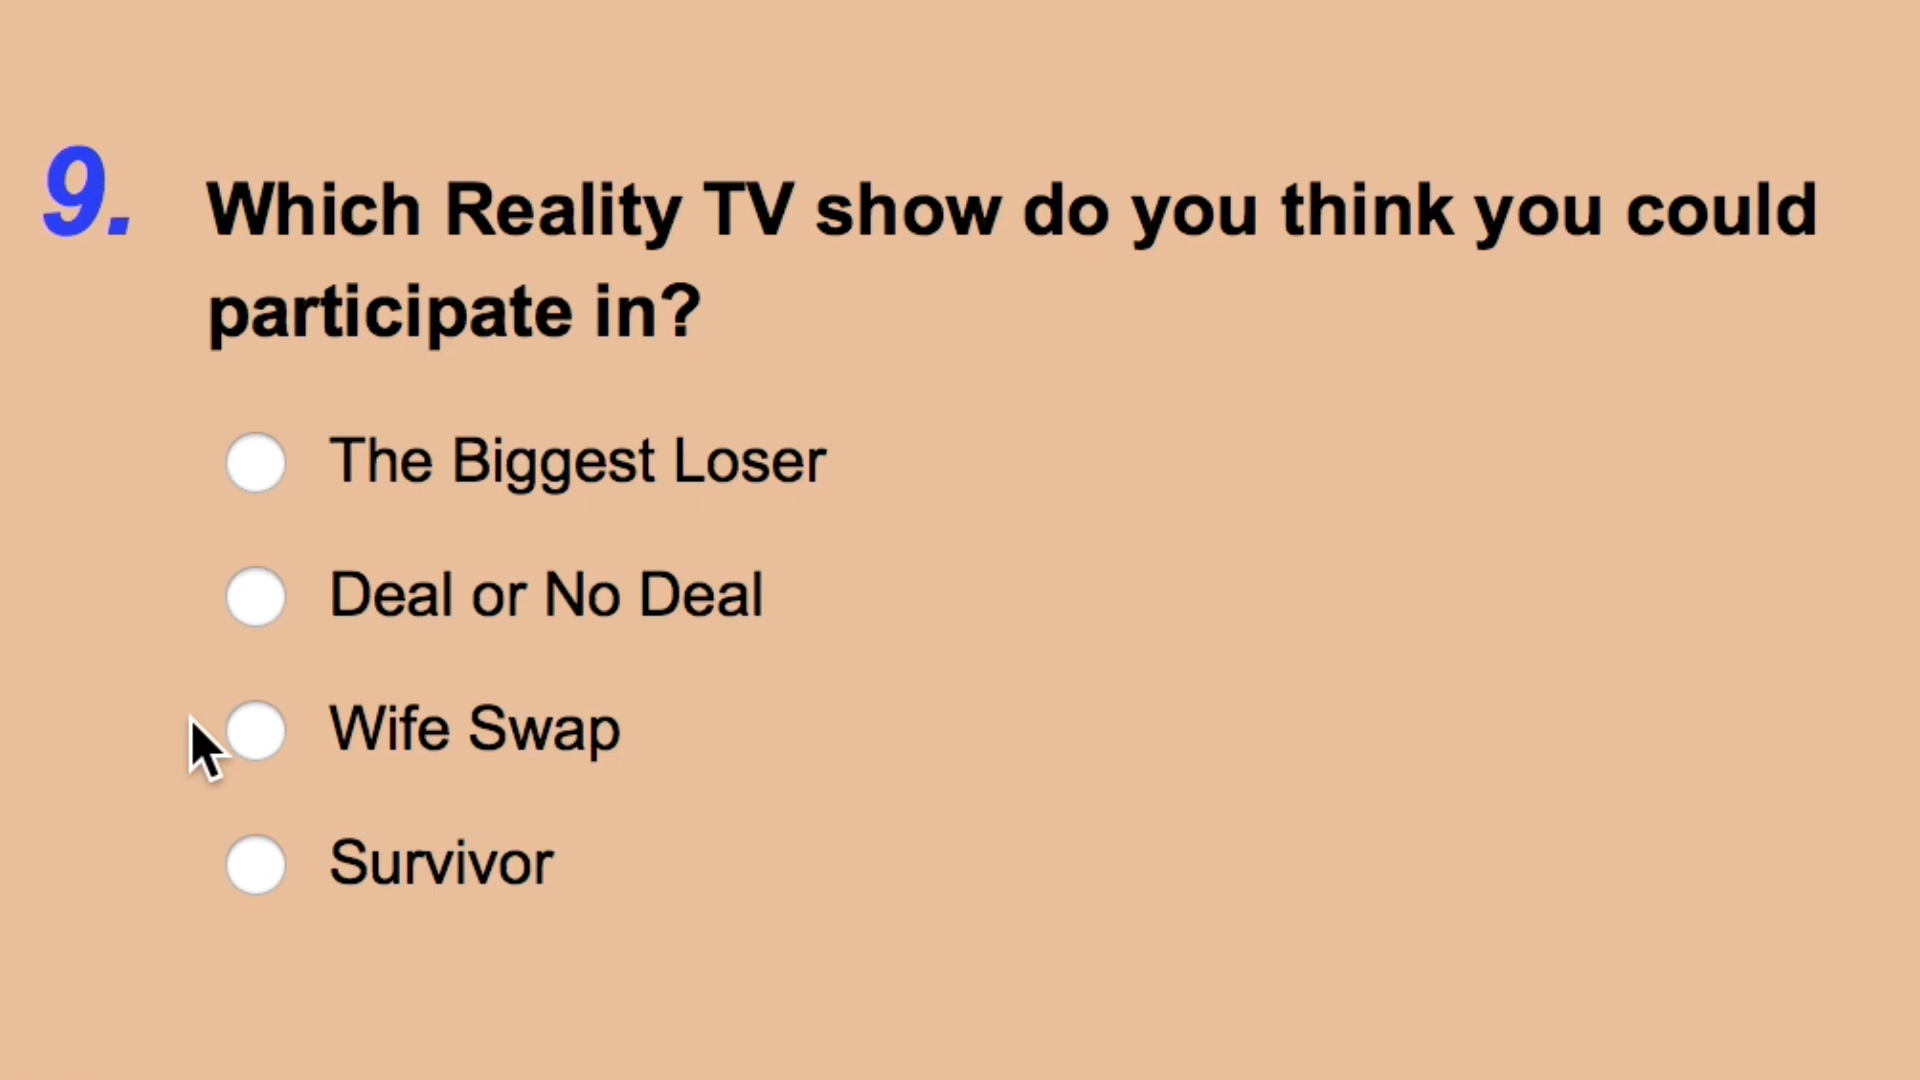 9. Which Reality TV show do you think you could
participate in?
The Biggest Loser
Deal or No Deal
Wife Swap
Survivor